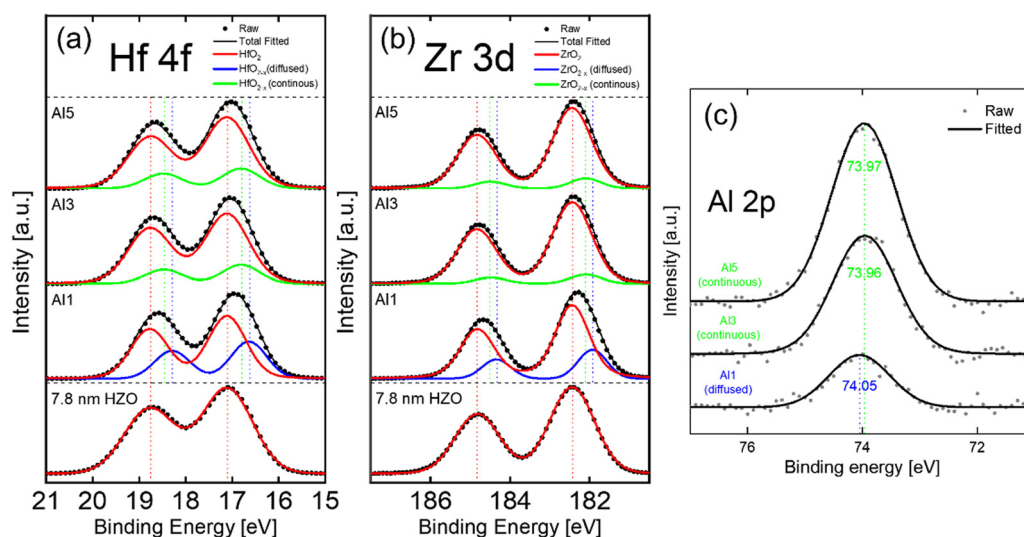 (a)
Hf 4f
Raw
Total Fitted
HfO2
HfO2-x(diffused)
HfO2-x (continous)
Al5
Al3
Al1
7.8 nm HZO
Intensity [a.u.]
21 20 19 18 17 16 15
Binding Energy [eV]
(b)
Zr 3d
Raw
Total Fitted
ZrO2
ZrO2-x (diffused)
ZrO2-x (continous)
Al5
Al3
Al1
7.8 nm HZO
Intensity [a.u.]
186 184 182
Binding Energy [eV]
(c)
Raw
Fitted
Al 2p
73.97
Al5
(continuous)
73.96
Al3
(continuous)
Al1
(diffused)
74.05
Intensity [a.u.]
76 74 72
Binding energy [eV]